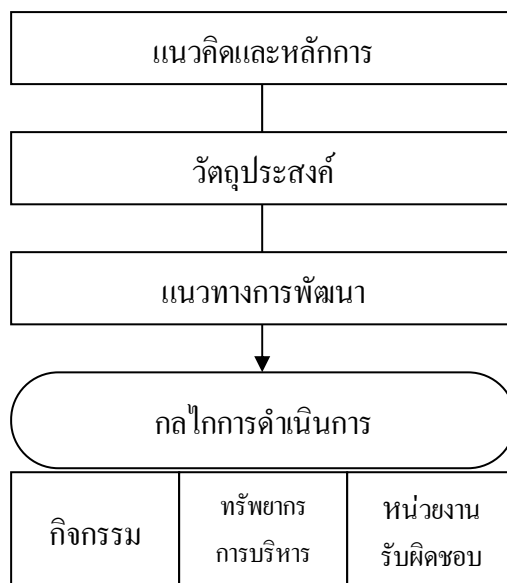 แนวคิดและหลักการ
วัตถุประสงค์
แนวทางการพัฒนา
กลไกการดำเนินการ
กิจกรรม
ทรัพยากร
การบริหาร
หน่วยงาน
รับผิดชอบ